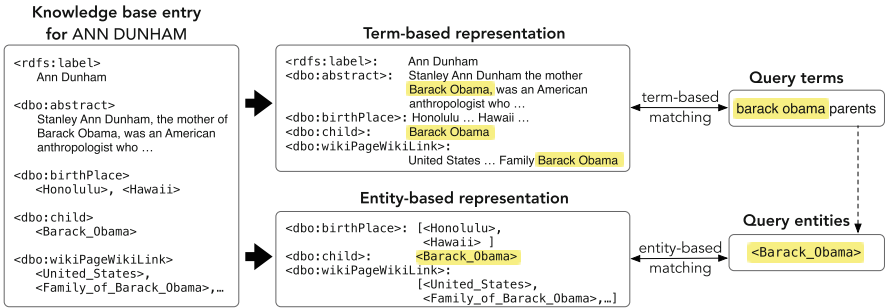 Knowledge base entry
for ANN DUNHAM
<rdfs:label>
Ann Dunham
<dbo:abstract>
Stanley Ann Dunham, the mother of
Barack Obama, was an American
anthropologist who …
<dbo:birthPlace>
<Honolulu>, <Hawaii>
<dbo:child>
<Barack_Obama>
<dbo:wikiPageWikiLink>
<United_States>,
<Family_of_Barack_Obama>,…
Term-based representation
<rdfs:label>: Ann Dunham
<dbo:abstract>: Stanley Ann Dunham the mother
Barack Obama, was an American
anthropologist who …
<dbo:birthPlace>: Honolulu … Hawaii …
<dbo:child>: Barack Obama
<dbo:wikiPageWikiLink>:
United States … Family Barack Obama
Entity-based representation
<dbo:birthPlace>: [<Honolulu>,
<Hawaii> ]
<dbo:child>: <Barack_Obama>
<dbo:wikiPageWikiLink>:
[<United_States>,
<Family_of_Barack_Obama>,…]
term-based
matching
entity-based
matching
Query terms
barack obama parents
Query entities
<Barack_Obama>